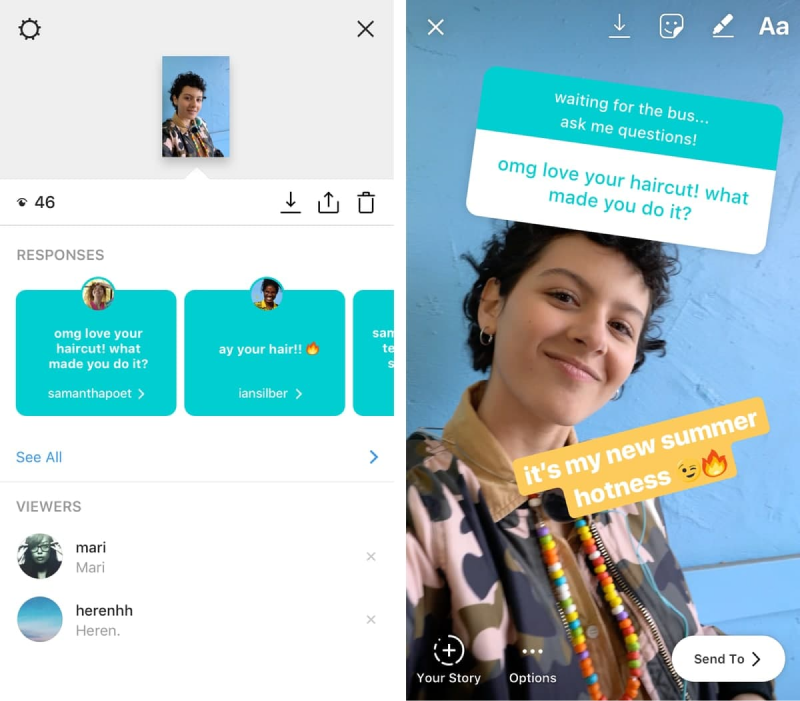 46
RESPONSES
omg love your
haircut! what
made you do it?
samanthapoet
ay your hair!! 🔥
iansilber
See All
VIEWERS
mari
Mari
herenhh
Heren.
Aa
waiting for the bus...
ask me questions!
omg love your haircut! what
made you do it?
it's my new summer
hotness 😉🔥
Your Story
Options
Send To